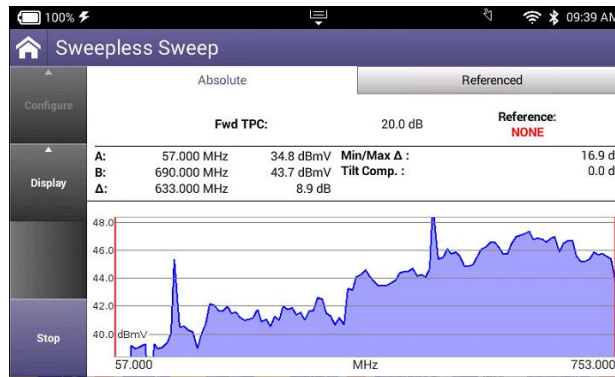 100% 09:39 AM
Sweepless Sweep
Configure
Display
Stop
Absolute Referenced
Fwd TPC: 20.0 dB Reference: NONE
A: 57.000 MHz 34.8 dBmV Min/Max Δ : 16.9 d
B: 690.000 MHz 43.7 dBmV Tilt Comp. : 0.0 d
Δ: 633.000 MHz 8.9 dB
48.0
46.0
44.0
42.0
40.0 dBmV
57.000 MHz 753.000